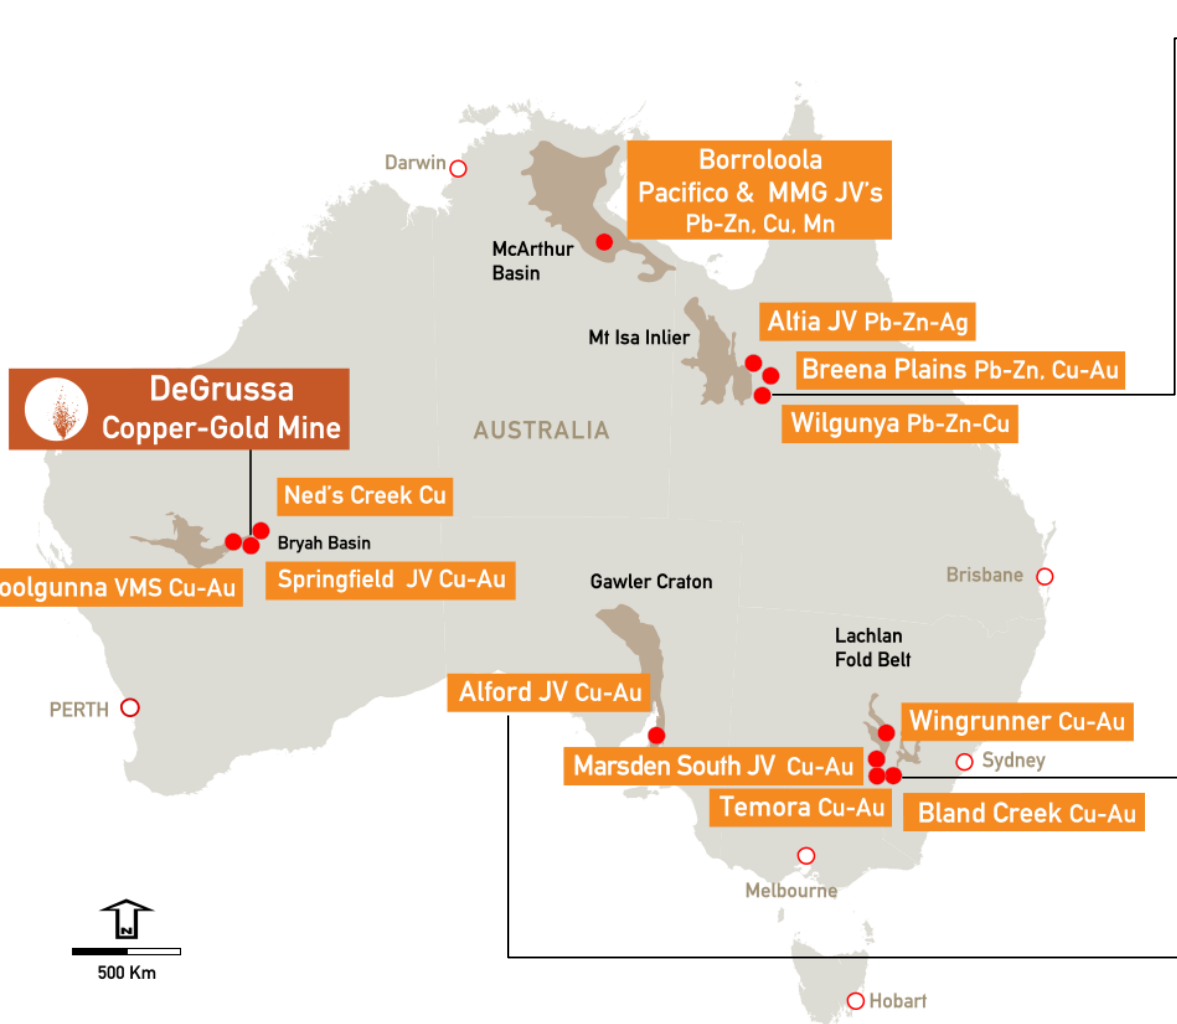 Darwin
Borroloola
Pacifico & MMG JV's
Pb-Zn, Cu, Mn
McArthur
Basin
Altia JV Pb-Zn-Ag
Mt Isa Inlier
Breena Plains Pb-Zn, Cu-Au
DeGrussa
Copper-Gold Mine
Wilgunya Pb-Zn-Cu
AUSTRALIA
Ned's Creek Cu
Bryah Basin
Springfield JV Cu-Au
oolgunna VMS Cu-Au
Gawler Craton
Brisbane
Lachlan
Fold Belt
Alford JV Cu-Au
PERTH
Wingrunner Cu-Au
Sydney
Marsden South JV Cu-Au
Temora Cu-Au
Bland Creek Cu-Au
Melbourne
N
500 Km
Hobart